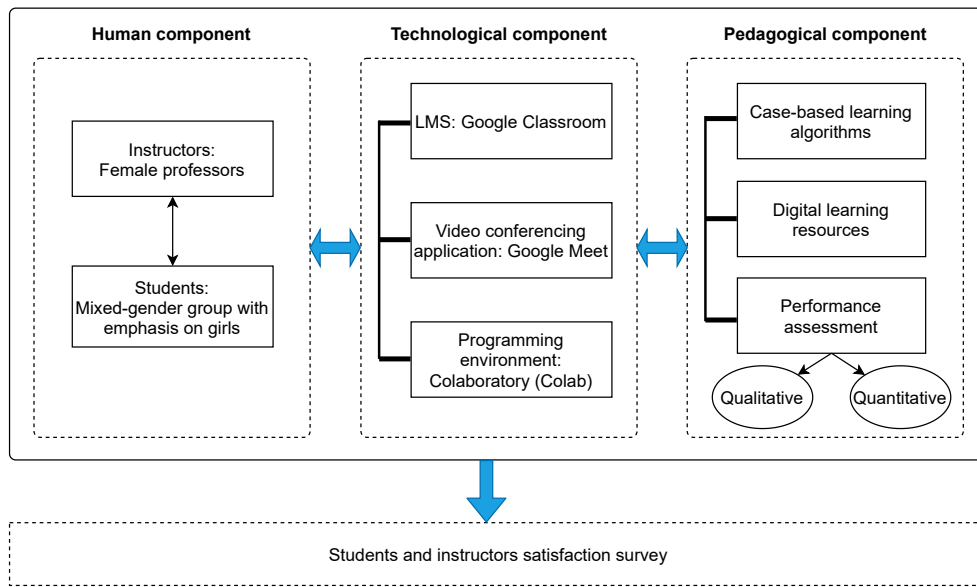 Human component
Instructors:
Female professors
Students:
Mixed-gender group with
emphasis on girls
Technological component
LMS: Google Classroom
Video conferencing
application: Google Meet
Programming
environment:
Colaboratory (Colab)
Pedagogical component
Case-based learning
algorithms
Digital learning
resources
Performance
assessment
Qualitative
Quantitative
Students and instructors satisfaction survey